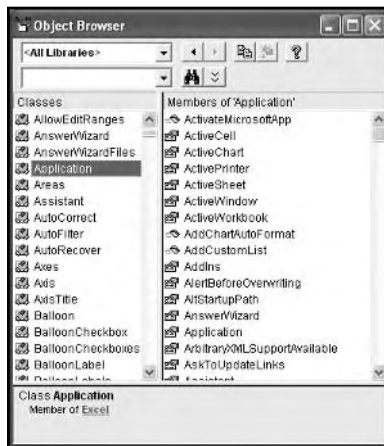 Object Browser
<All Libraries>
Classes
AllowEditRanges
AnswerWizard
AnswerWizardFiles
Application
Areas
Assistant
AutoCorrect
AutoFilter
AutoRecover
Axes
Axis
AxisTitle
Balloon
BalloonCheckbox
BalloonCheckboxes
BalloonLabel
BalloonLabels
Members of 'Application'
ActivateMicrosoftApp
ActiveCell
ActiveChart
ActivePrinter
ActiveSheet
ActiveWindow
ActiveWorkbook
AddChartAutoFormat
AddCustomList
AddIns
AlertBeforeOverwriting
AltStartupPath
AnswerWizard
Application
ArbitraryXMLSupportAvailable
AskToUpdateLinks
Assistant
Class Application
Member of Excel